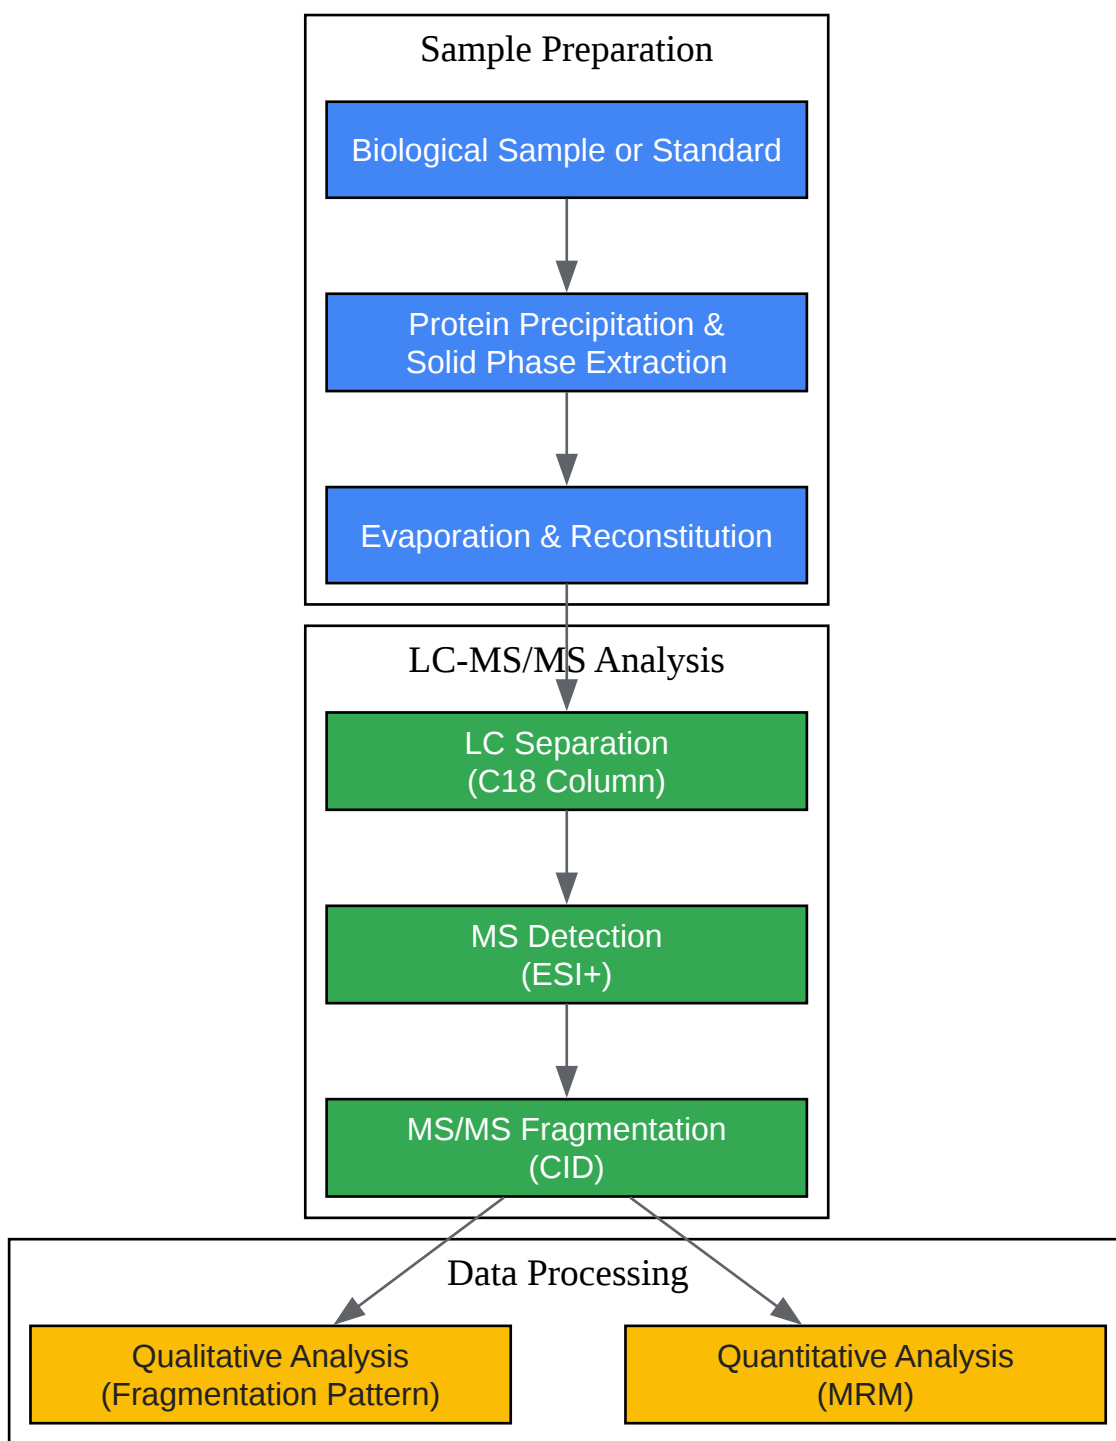 Sample Preparation
Biological Sample or Standard
Protein Precipitation &
Solid Phase Extraction
Evaporation & Reconstitution
LC-MS/MS Analysis
LC Separation
(C18 Column)
MS Detection
(ESI+)
MS/MS Fragmentation
(CID)
Data Processing
Qualitative Analysis
(Fragmentation Pattern)
Quantitative Analysis
(MRM)